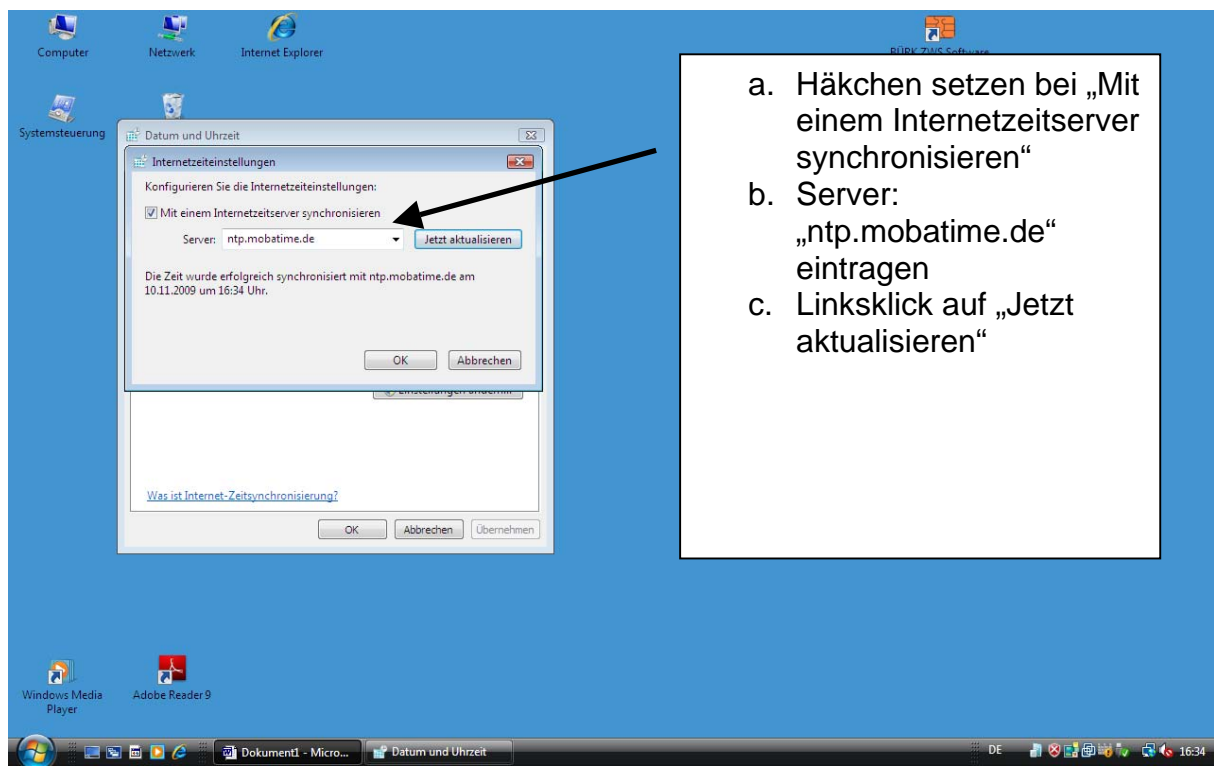 Computer
Netzwerk
Internet Explorer
BÜRK ZWS Software
Systemsteuerung
Datum und Uhrzeit
Internetzeiteinstellungen
Konfigurieren Sie die Internetzeiteinstellungen:
Mit einem Internetzeitserver synchronisieren
Server: ntp.mobatime.de Jetzt aktualisieren
Die Zeit wurde erfolgreich synchronisiert mit ntp.mobatime.de am
10.11.2009 um 16:34 Uhr.
OK Abbrechen
Einstellungen ändern...
Was ist Internet-Zeitsynchronisierung?
OK Abbrechen Übernehmen
a. Häkchen setzen bei „Mit
einem Internetzeitserver
synchronisieren“
b. Server:
„ntp.mobatime.de“
eintragen
c. Linksklick auf „Jetzt
aktualisieren“
Windows Media
Player
Adobe Reader 9
Dokument1 - Micro...
Datum und Uhrzeit
DE
16:34